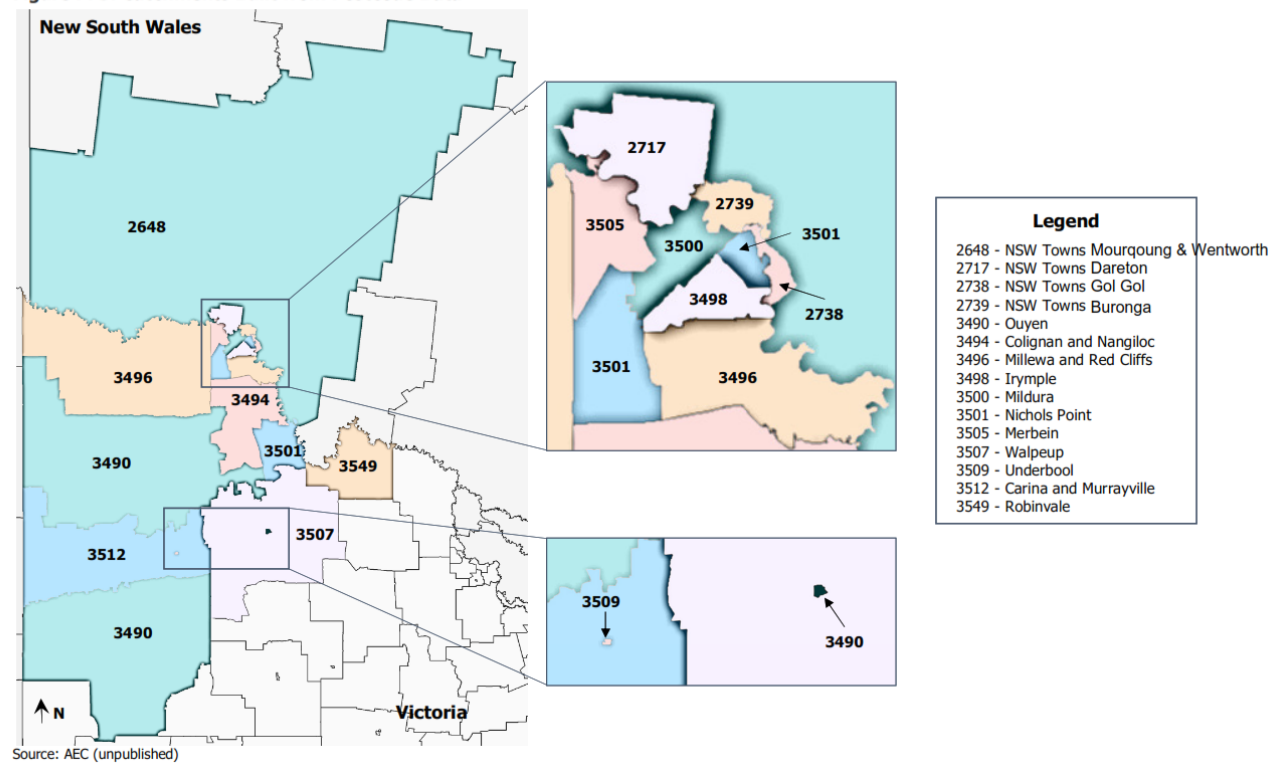 New South Wales
2648
2717
2739
3505
3500
3501
3498
2738
3501
3496
3496
3494
3490
3501
3549
3507
3512
3490
3509
3490
N
Victoria
Source: AEC (unpublished)
Legend
2648 - NSW Towns Mourqoung & Wentworth
2717 - NSW Towns Dareton
2738 - NSW Towns Gol Gol
2739 - NSW Towns Buronga
3490 - Ouyen
3494 - Colignan and Nangiloc
3496 - Millewa and Red Cliffs
3498 - Irymple
3500 - Mildura
3501 - Nichols Point
3505 - Merbein
3507 - Walpeup
3509 - Underbool
3512 - Carina and Murrayville
3549 - Robinvale